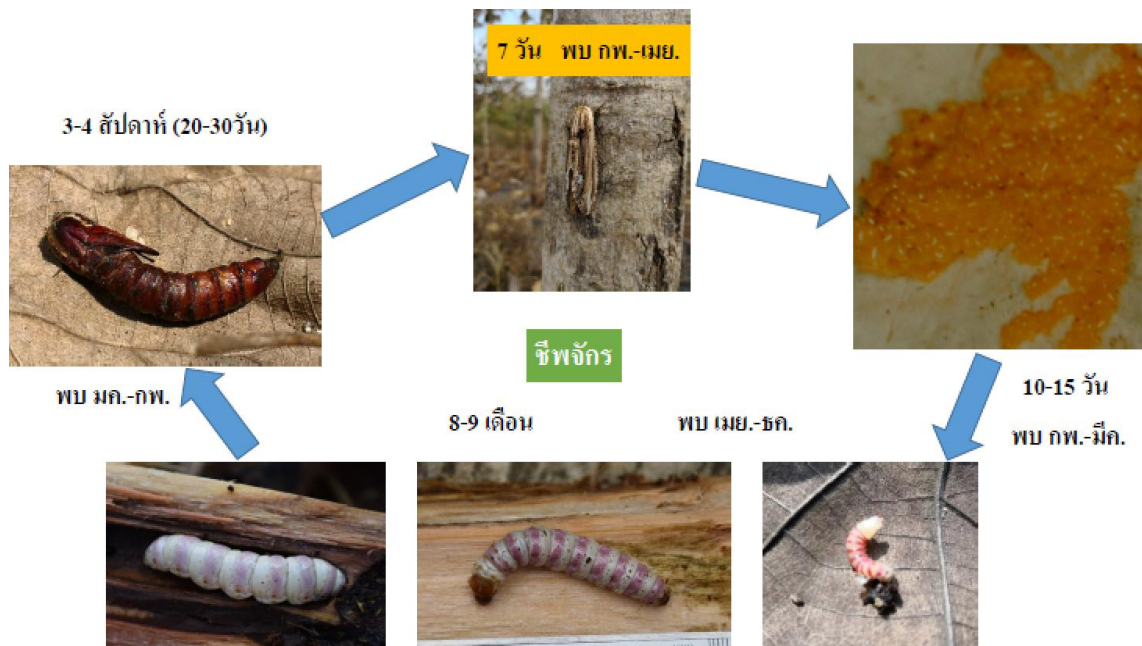 7 วัน พบ กพ.-เมย.
3-4 สัปดาห์ (20-30วัน)
ชีพจักร
10-15 วัน
พบ กพ.-มีค.
พบ มค.-กพ.
8-9 เดือน พบ เมย.-ธค.